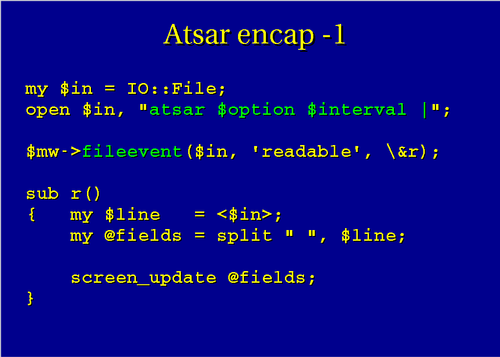 Atsar encap -1
my $in = IO::File;
open $in, "atsar $option $interval |";
$mw->fileevent($in, 'readable', \&r);
sub r()
{   my $line   = <$in>;
    my @fields = split " ", $line;
    screen_update @fields;
}